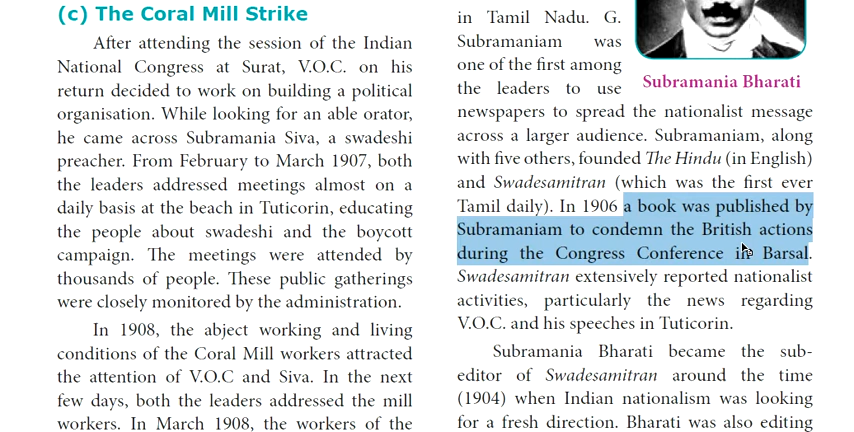 (c) The Coral Mill Strike
After attending the session of the Indian
National Congress at Surat, V.O.C. on his
return decided to work on building a political
organisation. While looking for an able orator,
he came across Subramania Siva, a swadeshi
preacher. From February to March 1907, both
the leaders addressed meetings almost on a
daily basis at the beach in Tuticorin, educating
the people about swadeshi and the boycott
campaign. The meetings were attended by
thousands of people. These public gatherings
were closely monitored by the administration.
In 1908, the abject working and living
conditions of the Coral Mill workers attracted
the attention of V.O.C and Siva. In the next
few days, both the leaders addressed the mill
workers. In March 1908, the workers of the
in Tamil Nadu. G.
Subramaniam was
one of the first among
the leaders to use
Subramania Bharati
newspapers to spread the nationalist message
across a larger audience. Subramaniam, along
with five others, founded The Hindu (in English)
and Swadesamitran (which was the first ever
Tamil daily). In 1906 a book was published by
Subramaniam to condemn the British actions
during the Congress Conference in Barsal.
Swadesamitran extensively reported nationalist
activities, particularly the news regarding
V.O.C. and his speeches in Tuticorin.
Subramania Bharati became the sub-
editor of Swadesamitran around the time
(1904) when Indian nationalism was looking
for a fresh direction. Bharati was also editing